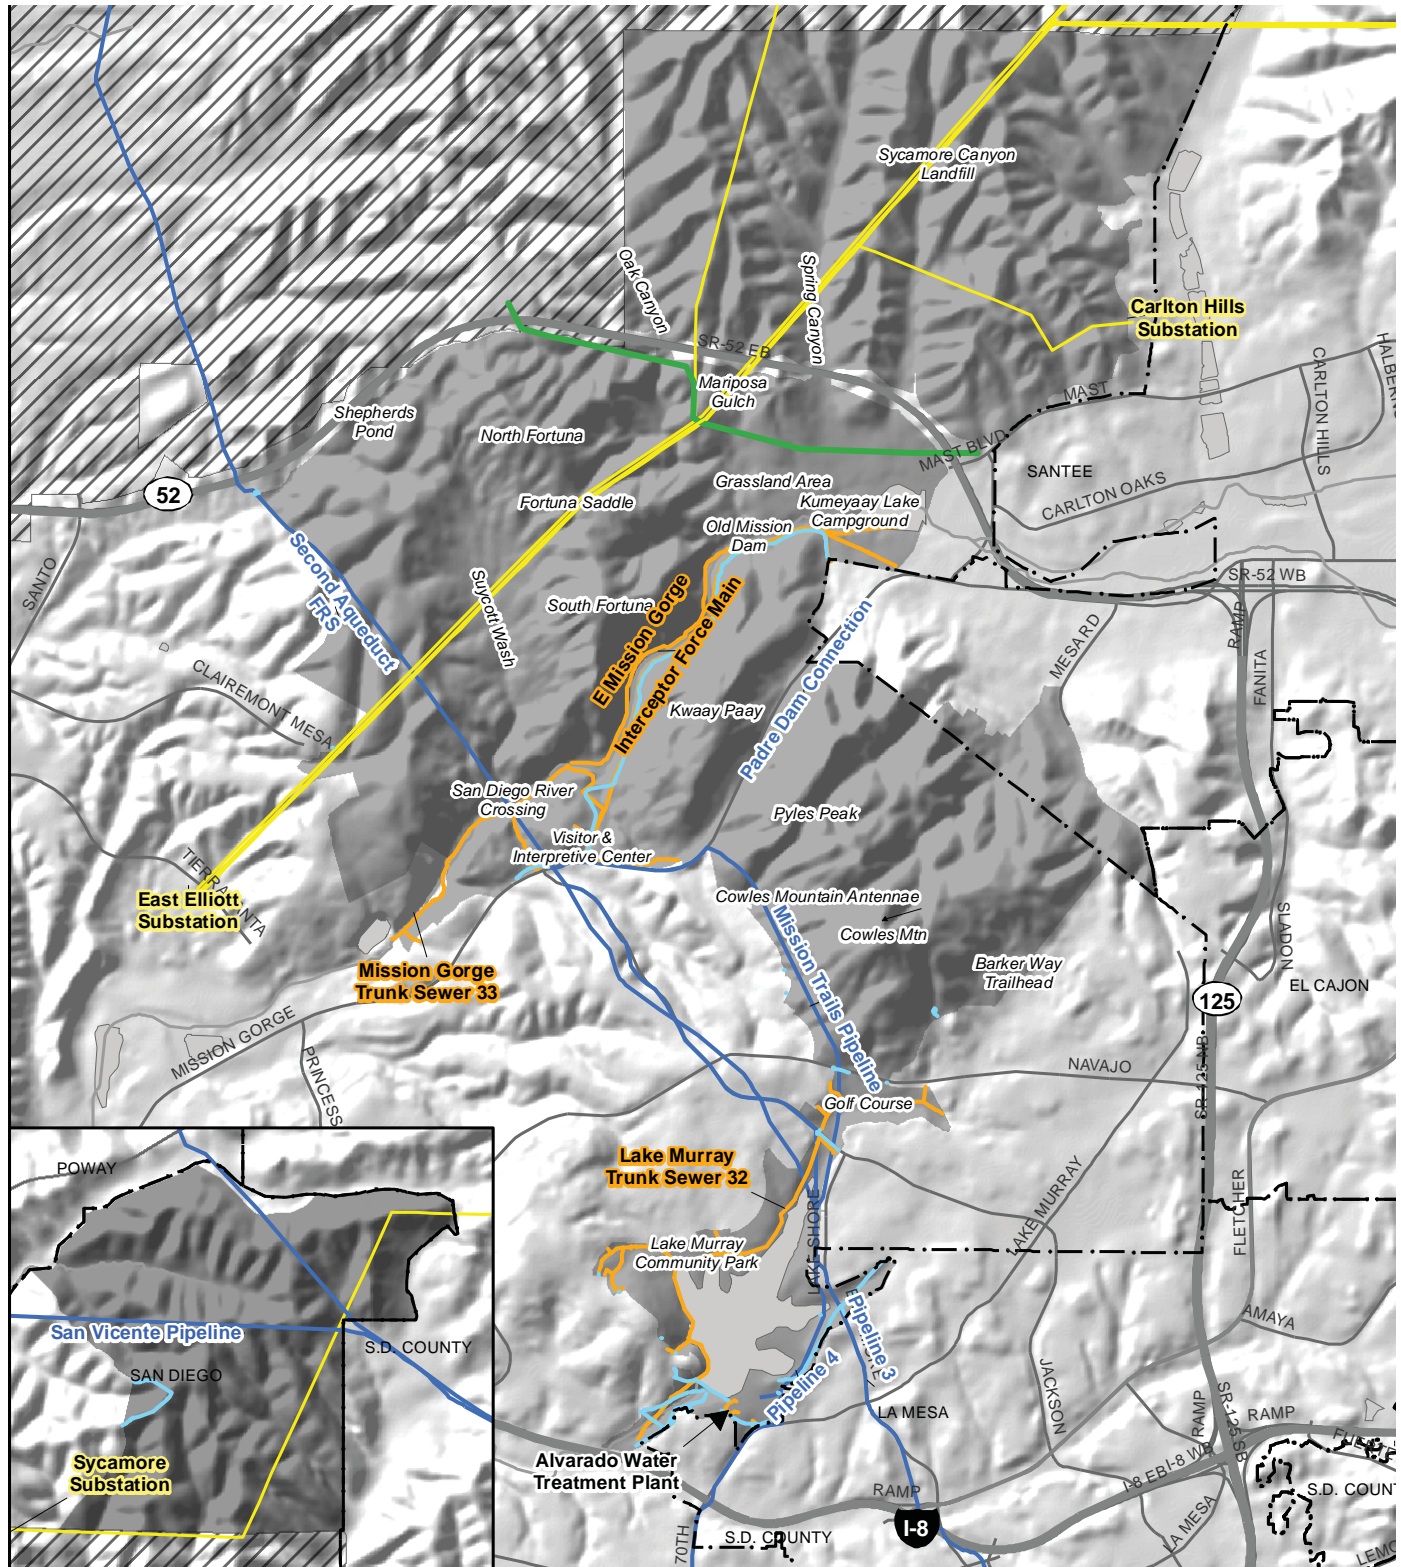 Sycamore Canyon
Landfill
Oak Canyon
Spring Canyon
Carlton Hills
Substation
SR-52 EB
Mariposa
Gulch
MAST
CARLTON HILLS
Shepherds
Pond
North Fortuna
MAST BLVD
SANTEE
52
Fortuna Saddle
Grassland Area
Kumeyaay Lake
Campground
CARLTON OAKS
Old Mission
Dam
SANTO
Second Aqueduct
FRS
Suycott Wash
South Fortuna
E Mission Gorge
Interceptor Force Main
SR-52 WB
RAMP
FANITA
MESA RD
Padre Dam Connection
CLAIREMONT MESA
Kwaay Paay
San Diego River
Crossing
Pyles Peak
Visitor &
Interpretive Center
East Elliott
Substation
Cowles Mountain Antennae
Cowles Mtn
SLADON
Mission Gorge
Trunk Sewer 33
Mission Trails Pipeline
Barker Way
Trailhead
EL CAJON
125
MISSION GORGE
PRINCESS
NAVAJO
SR-125 NB
Golf Course
POWAY
Lake Murray
Trunk Sewer 32
LAKE SHORE
LAKE MURRAY
FLETCHER
Lake Murray
Community Park
San Vicente Pipeline
S.D. COUNTY
SAN DIEGO
Pipeline 3
Pipeline 4
AMAYA
JACKSON
LA MESA
Sycamore
Substation
Alvarado Water
Treatment Plant
RAMP
SR-125 SB
RAMP
I-8 EB
I-8 WB
RAMP
I-8
S.D. COUNTY
70TH
LA MESA